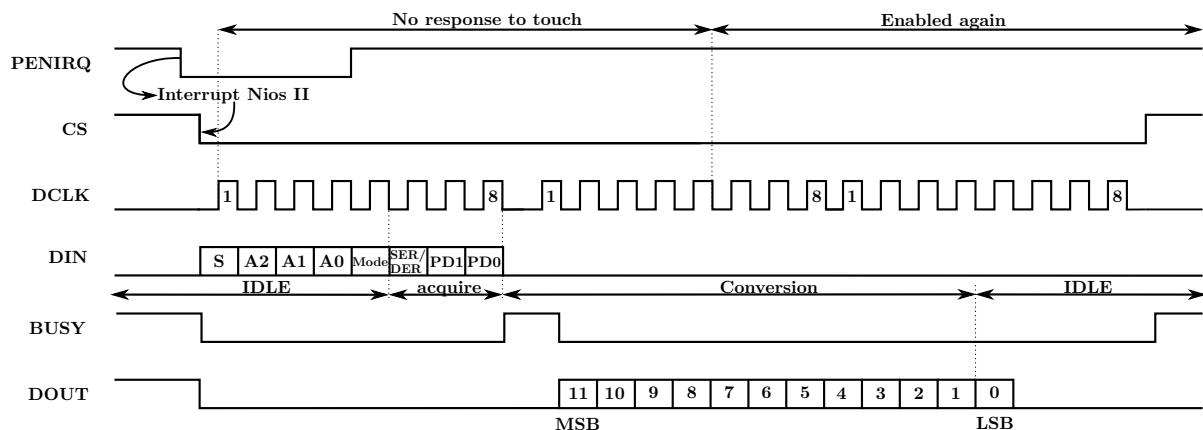 No response to touch Enabled again
PENIRQ
Interrupt Nios II
CS
DCLK 1 8 1 8 1 8
DIN S A2 A1 A0 Mode SER/ DER PD1 PD0
IDLE acquire Conversion IDLE
BUSY
DOUT 11 10 9 8 7 6 5 4 3 2 1 0
MSB LSB